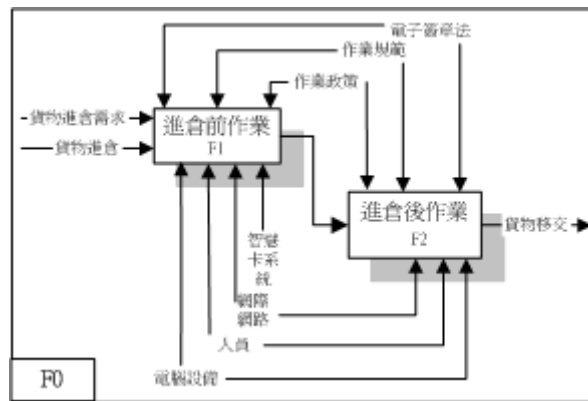 電子簽章法
作業規範
作業政策
貨物進倉需求
進倉前作業
F1
貨物進倉
進倉後作業
F2
貨物移交
智慧
卡系
統
網際
網路
人員
電腦設備
F0